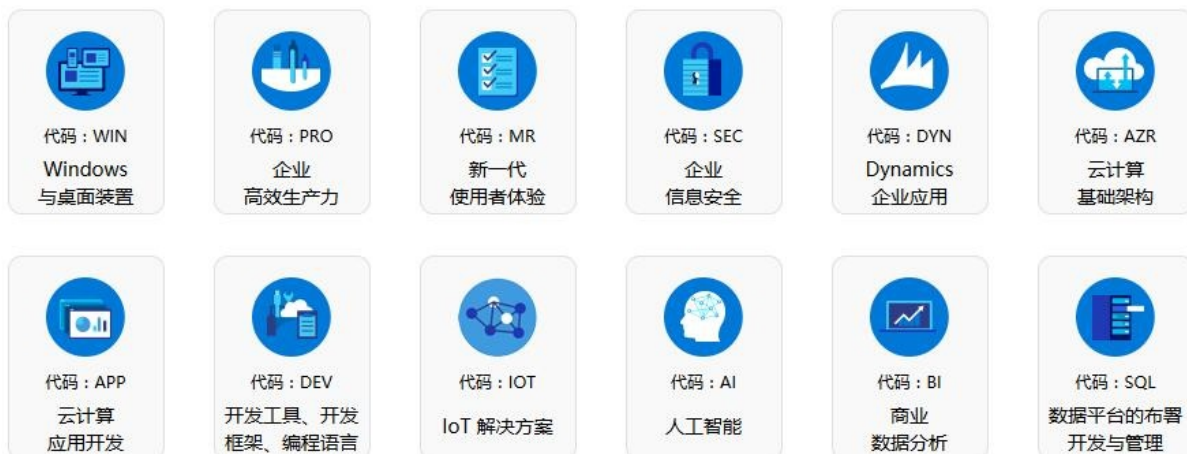 代码：WIN
Windows
与桌面装置
代码：PRO
企业
高效生产力
代码：MR
新一代
使用者体验
代码：SEC
企业
信息安全
代码：DYN
Dynamics
企业应用
代码：AZR
云计算
基础架构
代码：APP
云计算
应用开发
代码：DEV
开发工具、开发
框架、编程语言
代码：IOT
IoT 解决方案
代码：AI
人工智能
代码：BI
商业
数据分析
代码：SQL
数据平台的布署
开发与管理